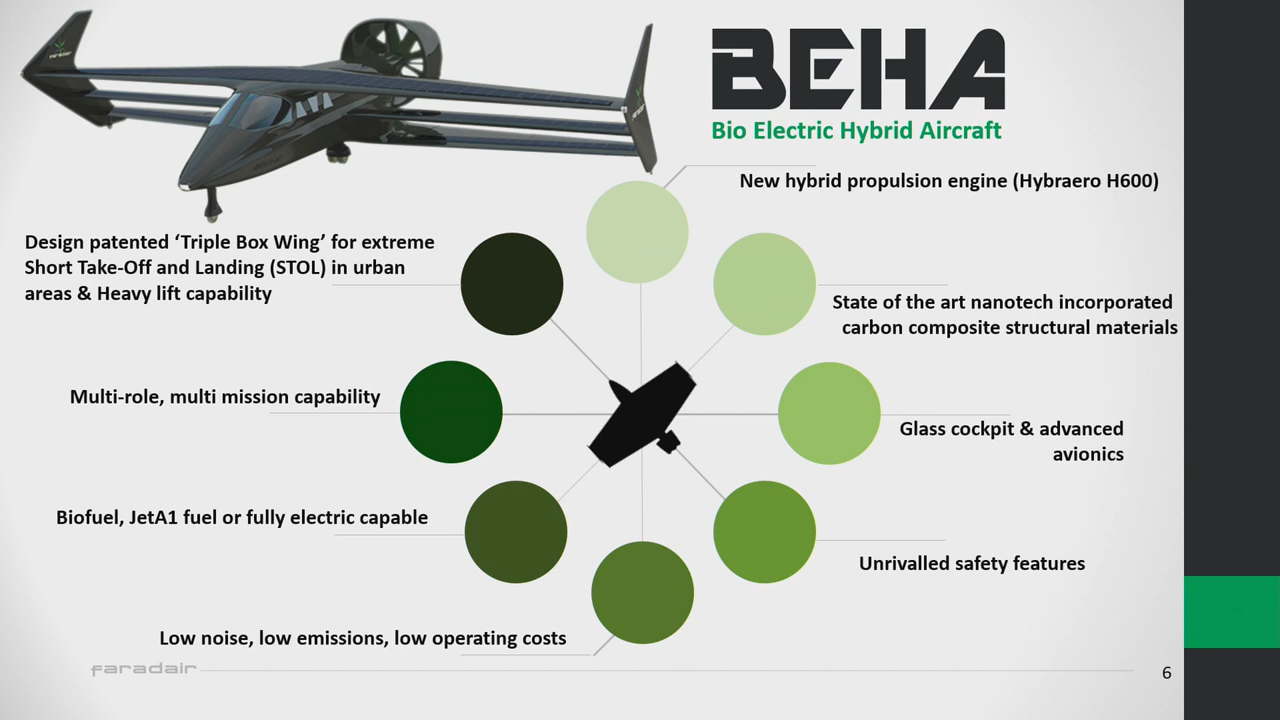 BEHA
Bio Electric Hybrid Aircraft
New hybrid propulsion engine (Hybraero H600)
Design patented ‘Triple Box Wing’ for extreme
Short Take-Off and Landing (STOL) in urban
areas & Heavy lift capability
State of the art nanotech incorporated
carbon composite structural materials
Multi-role, multi mission capability
Glass cockpit & advanced
avionics
Biofuel, JetA1 fuel or fully electric capable
Unrivalled safety features
Low noise, low emissions, low operating costs
faradair
6